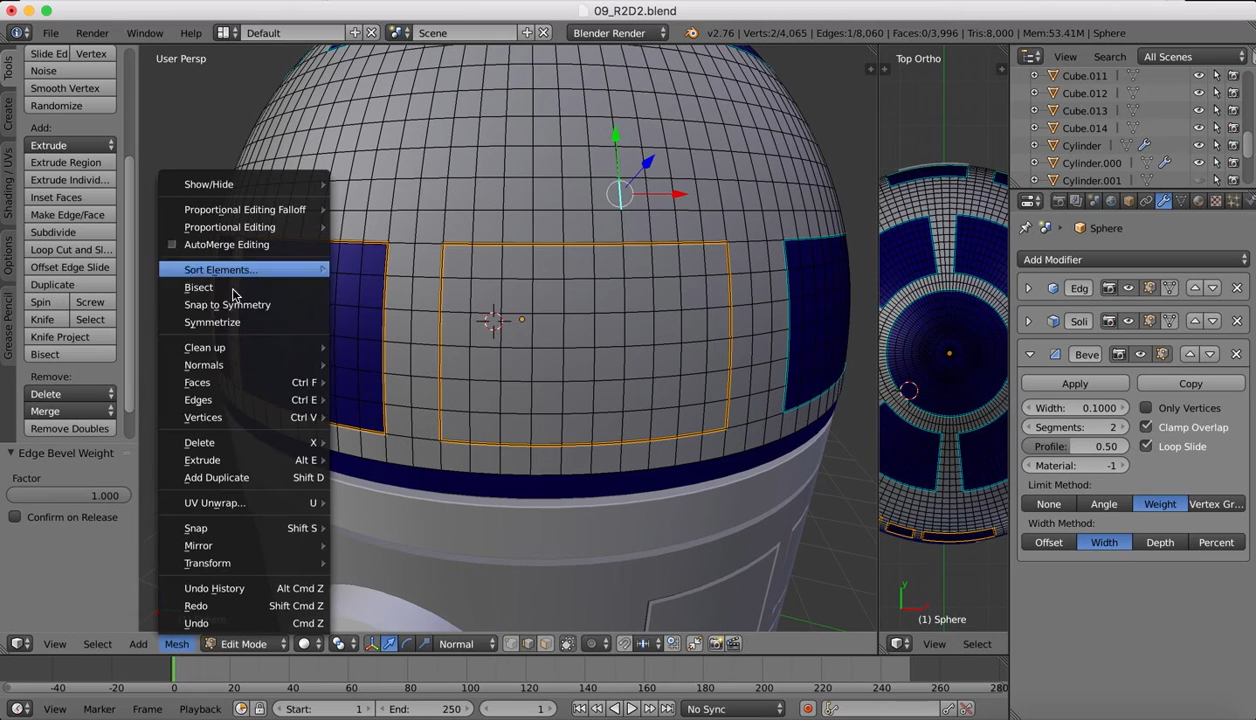 09_R2D2.blend
File Render Window Help Default Scene Blender Render v2.76 | Verts:2/4,065 | Edges:1/8,060 | Faces:0/3,996 | Tris:8,000 | Mem:53.41M | Sphere
Tools
Create
Shading / UVs
Options
Grease Pencil
Slide Ed Vertex
Noise
Smooth Vertex
Randomize
Add:
Extrude
Extrude Region
Extrude Individ...
Inset Faces
Make Edge/Face
Subdivide
Loop Cut and Sl...
Offset Edge Slide
Duplicate
Spin Screw
Knife Select
Knife Project
Bisect
Remove:
Delete
Merge
Remove Doubles
Edge Bevel Weight
Factor
1.000
Confirm on Release
User Persp
Show/Hide
Proportional Editing Falloff
Proportional Editing
AutoMerge Editing
Sort Elements...
Bisect
Snap to Symmetry
Symmetrize
Clean up
Normals
Faces Ctrl F
Edges Ctrl E
Vertices Ctrl V
Delete X
Extrude Alt E
Add Duplicate Shift D
UV Unwrap... U
Snap Shift S
Mirror
Transform
Undo History Alt Cmd Z
Redo Shift Cmd Z
Undo Cmd Z
View Select Add Mesh Edit Mode Normal
Top Ortho
y
(1) Sphere
View Select
View Search All Scenes
Cube.011
Cube.012
Cube.013
Cube.014
Cylinder
Cylinder.000
Cylinder.001
Sphere
Add Modifier
Edg
Soli
Beve
Apply Copy
Width: 0.1000 Only Vertices
Segments: 2 Clamp Overlap
Profile: 0.50 Loop Slide
Material: -1
Limit Method:
None Angle Weight Vertex Gr...
Width Method:
Offset Width Depth Percent
-40 -20 0 20 40 60 80 100 120 140 160 180 200 220 240 260 280
View Marker Frame Playback Start: 1 End: 250 1 No Sync